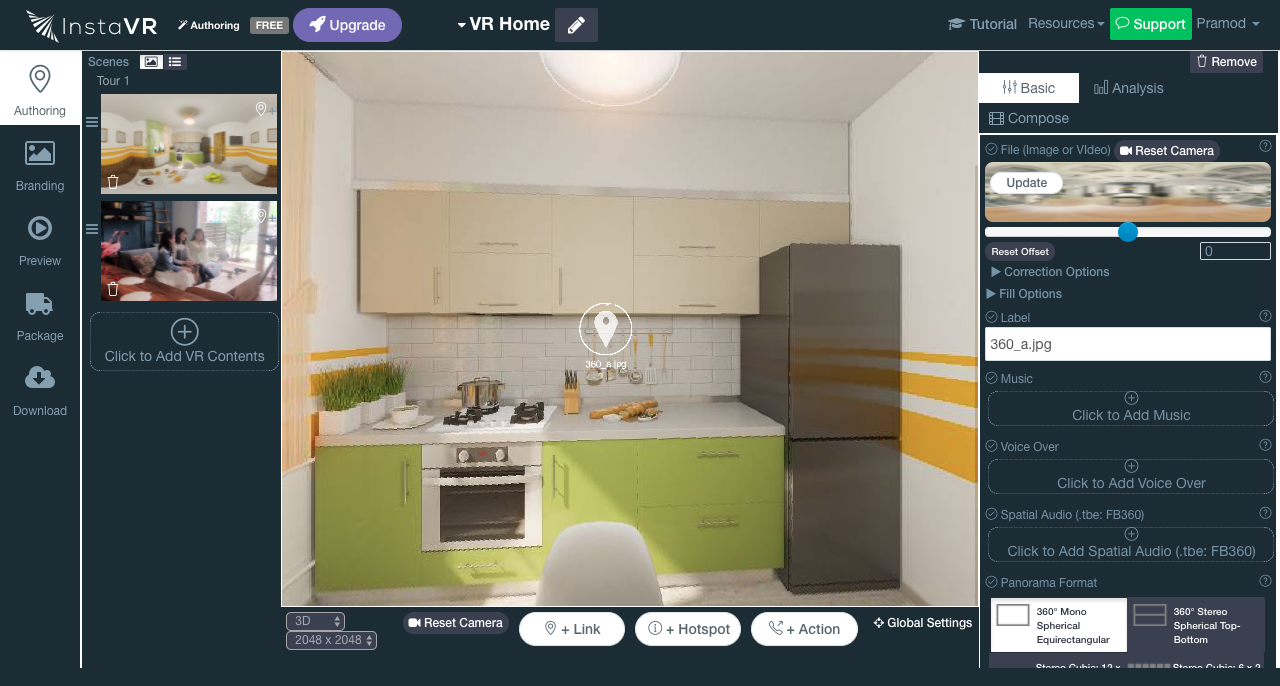 InstaVR
Authoring
FREE
Upgrade
VR Home
Tutorial
Resources
Support
Pramod
Authoring
Branding
Preview
Package
Download
Scenes
Tour 1
Click to Add VR Contents
360_a.jpg
3D
2048 x 2048
Reset Camera
+ Link
+ Hotspot
+ Action
Global Settings
Remove
Basic
Analysis
Compose
File (Image or VIdeo)
Reset Camera
Update
Reset Offset
0
Correction Options
Fill Options
Label
360_a.jpg
Music
Click to Add Music
Voice Over
Click to Add Voice Over
Spatial Audio (.tbe: FB360)
Click to Add Spatial Audio (.tbe: FB360)
Panorama Format
360° Mono
Spherical
Equirectangular
360° Stereo
Spherical Top-
Bottom
Stereo Cubic: 12 x
Stereo Cubic: 6 x 2